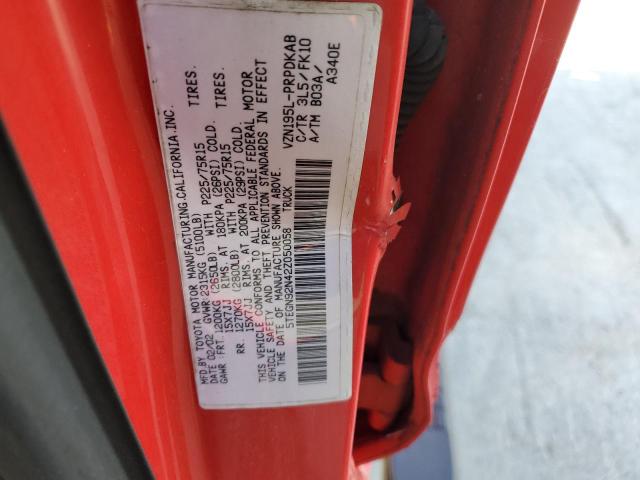 MFD.BY TOYOTA MOTOR MANUFACTURING,CALIFORNIA,INC.
DATE 02/02 GVWR 2315KG (5100LB)
GAWR: FRT. 1200KG (2650LB) WITH P225/75R15 TIRES.
15X7JJ RIMS. AT 180KPA (26PSI) COLD.
RR. 1270KG (2800LB) WITH P225/75R15 TIRES.
15X7JJ RIMS. AT 200KPA (29PSI) COLD.
THIS VEHICLE CONFORMS TO ALL APPLICABLE FEDERAL MOTOR
VEHICLE SAFETY AND THEFT PREVENTION STANDARDS IN EFFECT
ON THE DATE OF MANUFACTURE SHOWN ABOVE.
5TEGN92N42Z050058 TRUCK
VZN195L-PRPDKAB
C/TR 3L5/FK10
A/TM B03A/
A340E